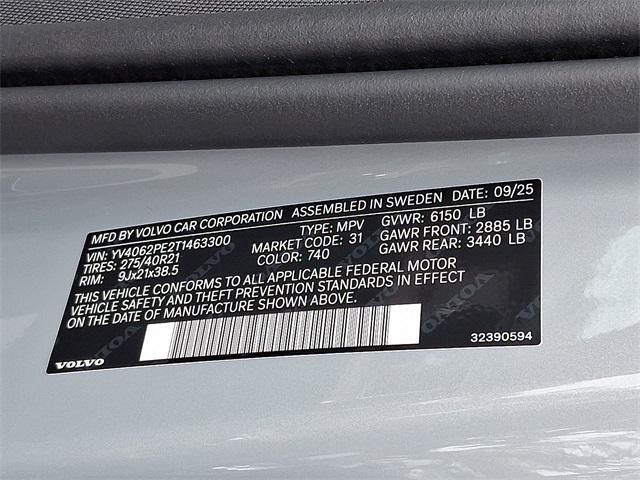 MFD BY VOLVO CAR CORPORATION ASSEMBLED IN SWEDEN DATE: 09/25
VIN: YV4062PE2T1463300 TYPE: MPV GVWR: 6150 LB
TIRES: 275/40R21 MARKET CODE: 31 GAWR FRONT: 2885 LB
RIM: 9Jx21x38.5 COLOR: 740 GAWR REAR: 3440 LB
THIS VEHICLE CONFORMS TO ALL APPLICABLE FEDERAL MOTOR
VEHICLE SAFETY AND THEFT PREVENTION STANDARDS IN EFFECT
ON THE DATE OF MANUFACTURE SHOWN ABOVE.
VOLVO 32390594